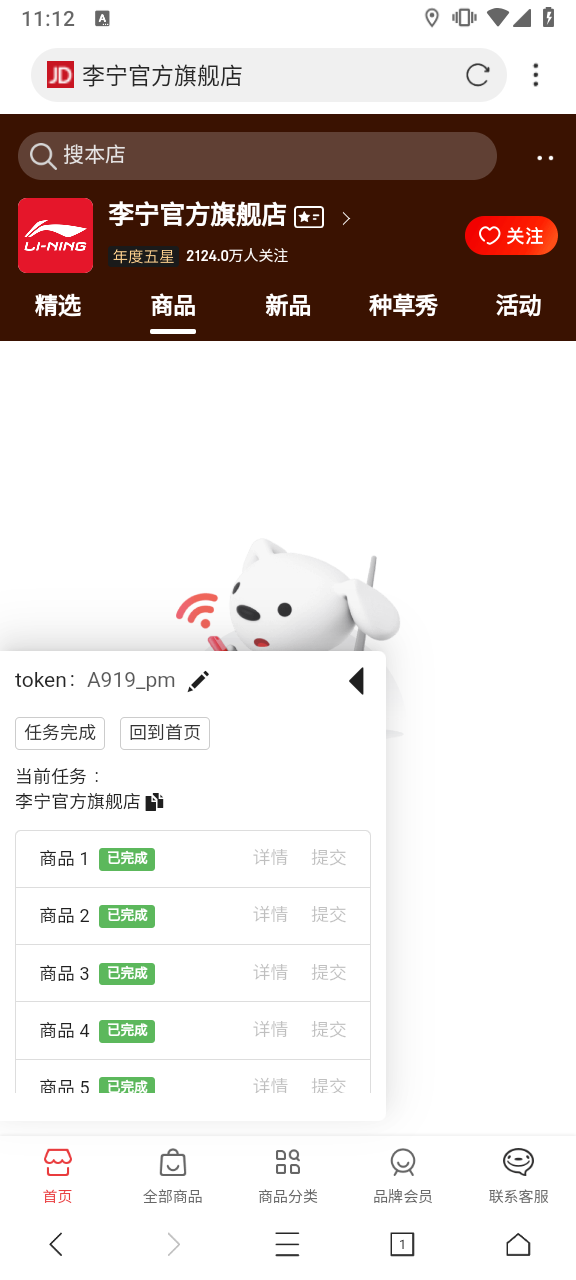 11:12
A
JD 李宁官方旗舰店
搜本店
李宁官方旗舰店
LI-NING
年度五星 2124.0万人关注
关注
精选 商品 新品 种草秀 活动
token: A919_pm
任务完成 回到首页
当前任务：
李宁官方旗舰店
商品 1 已完成 详情 提交
商品 2 已完成 详情 提交
商品 3 已完成 详情 提交
商品 4 已完成 详情 提交
商品 5 已完成 详情 提交
首页 全部商品 商品分类 品牌会员 联系客服
1